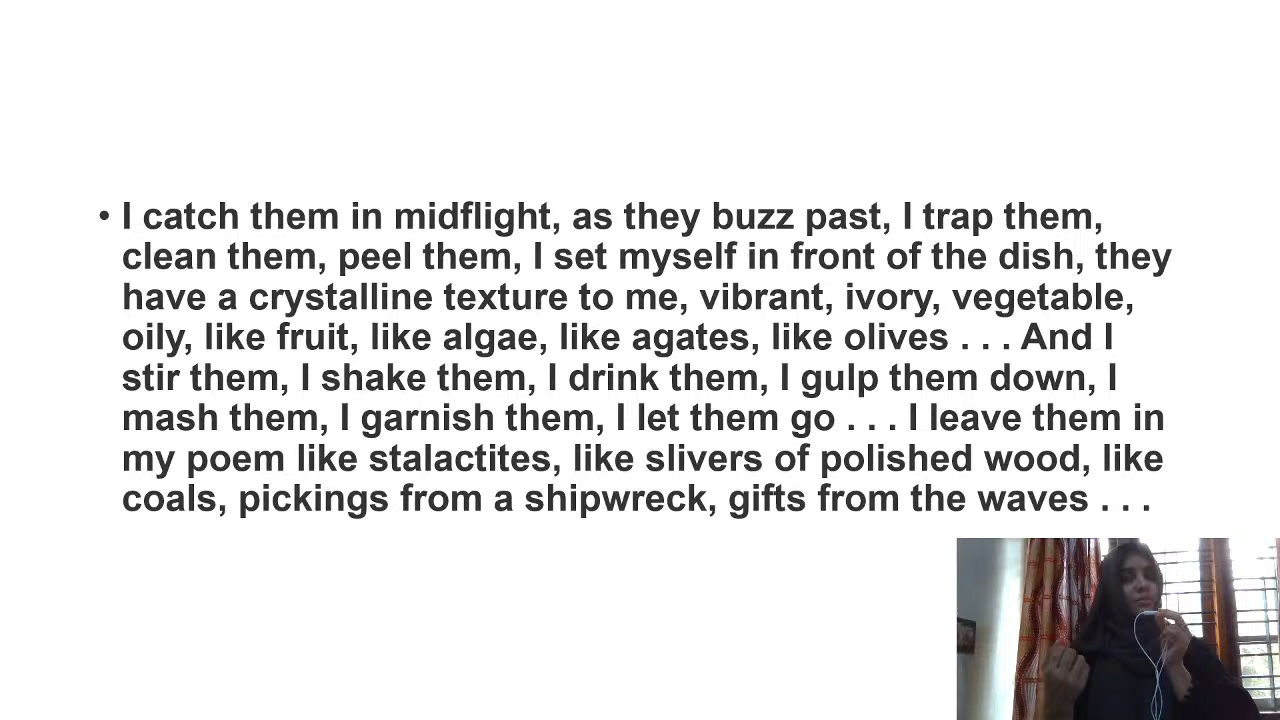 • I catch them in midflight, as they buzz past, I trap them,
clean them, peel them, I set myself in front of the dish, they
have a crystalline texture to me, vibrant, ivory, vegetable,
oily, like fruit, like algae, like agates, like olives . . . And I
stir them, I shake them, I drink them, I gulp them down, I
mash them, I garnish them, I let them go . . . I leave them in
my poem like stalactites, like slivers of polished wood, like
coals, pickings from a shipwreck, gifts from the waves . . .